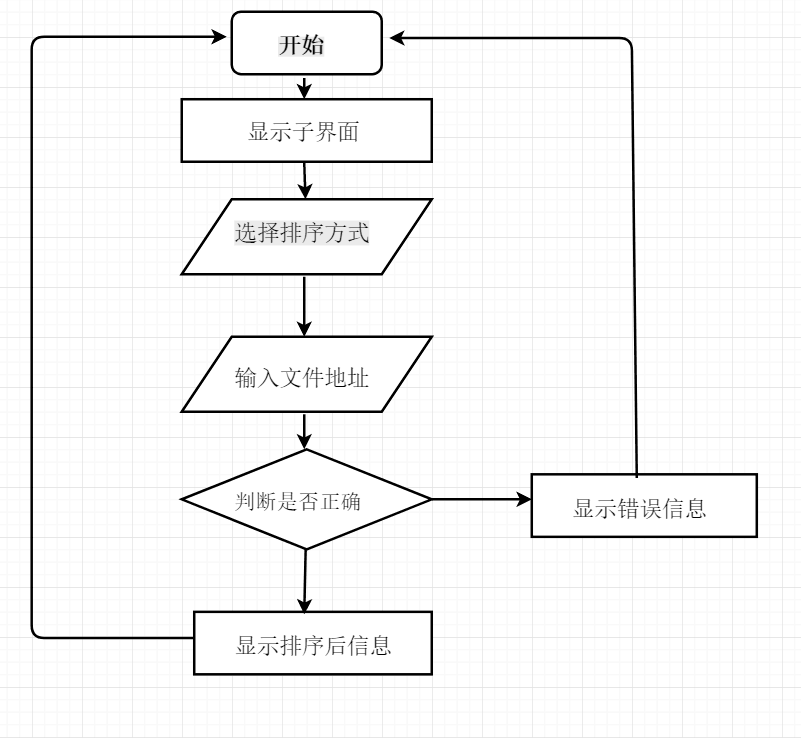 开始
显示子界面
选择排序方式
输入文件地址
判断是否正确
显示错误信息
显示排序后信息